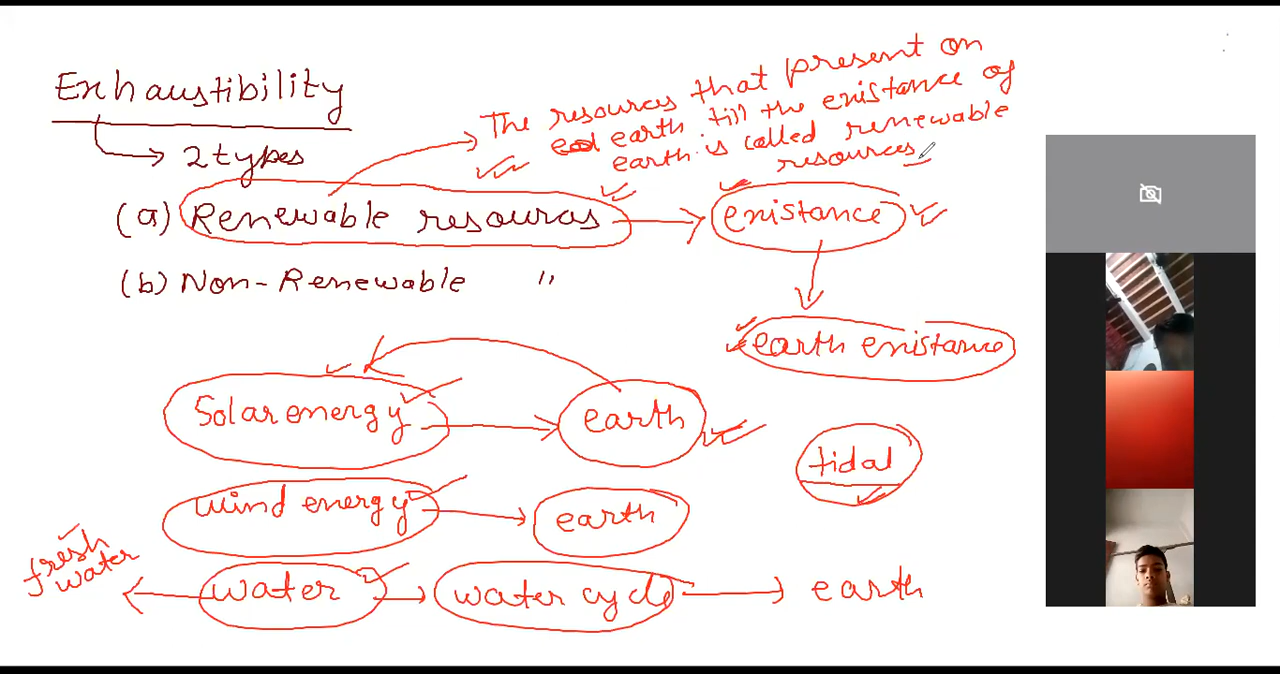 Exhaustibility
2 types
(a) Renewable resources
(b) Non-Renewable "
The resources that present on
earth till the existance of
earth is called renewable
resources
existance
earth existance
Solar energy
earth
tidal
wind energy
earth
fresh
water
water
water cycle
earth